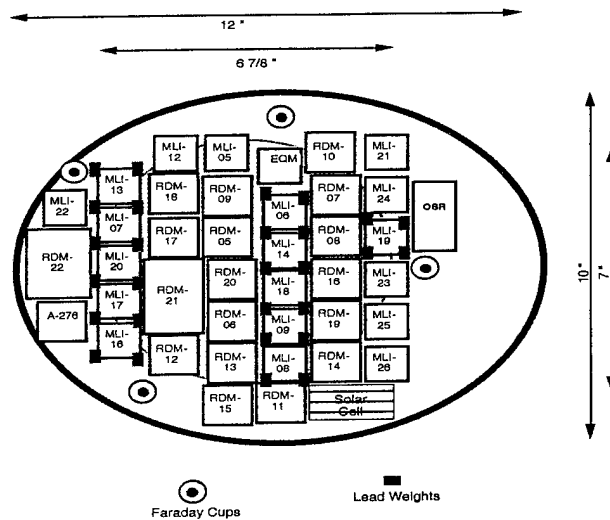 12 "
6 7/8 "
MLI-
12
MLI-
05
EQM
RDM-
10
MLI-
21
MLI-
13
RDM-
18
RDM-
09
MLI-
06
RDM-
07
MLI-
24
OSR
MLI-
22
MLI-
07
RDM-
17
RDM-
05
MLI-
14
RDM-
08
MLI-
19
RDM-
22
MLI-
20
RDM-
21
RDM-
20
MLI-
18
RDM-
16
MLI-
23
A-276
MLI-
17
RDM-
06
MLI-
09
RDM-
19
MLI-
25
MLI-
16
RDM-
12
RDM-
13
MLI-
08
RDM-
14
MLI-
26
RDM-
15
RDM-
11
Solar
Cell
10"
7"
Faraday Cups
Lead Weights